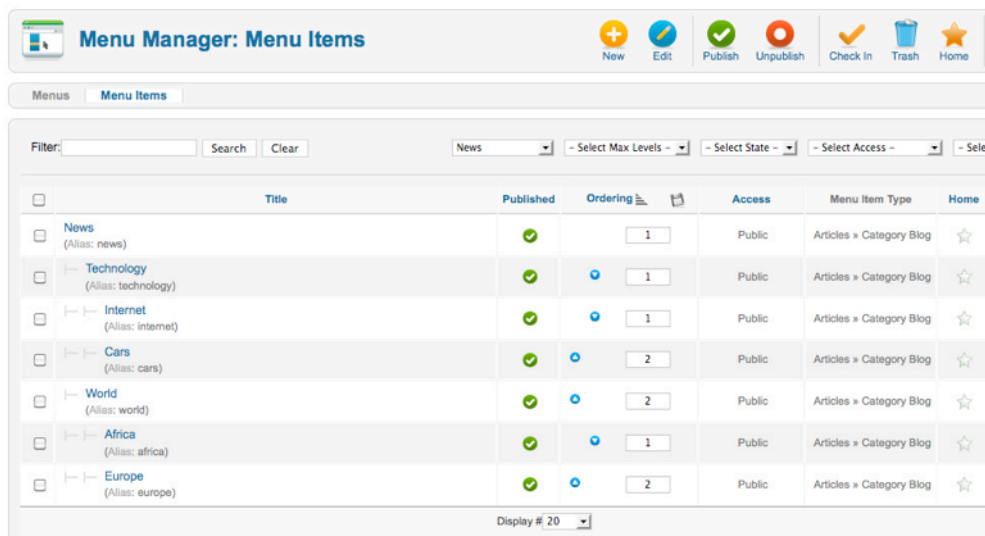 Menu Manager: Menu Items
New Edit Publish Unpublish Check In Trash Home
Menus Menu Items
Filter: Search Clear News - Select Max Levels - - Select State - - Select Access - - Sele
Title Published Ordering Access Menu Item Type Home
News 1 Public Articles » Category Blog
(Alias: news)
Technology 1 Public Articles » Category Blog
(Alias: technology)
Internet 1 Public Articles » Category Blog
(Alias: internet)
Cars 2 Public Articles » Category Blog
(Alias: cars)
World 2 Public Articles » Category Blog
(Alias: world)
Africa 1 Public Articles » Category Blog
(Alias: africa)
Europe 2 Public Articles » Category Blog
(Alias: europe)
Display # 20